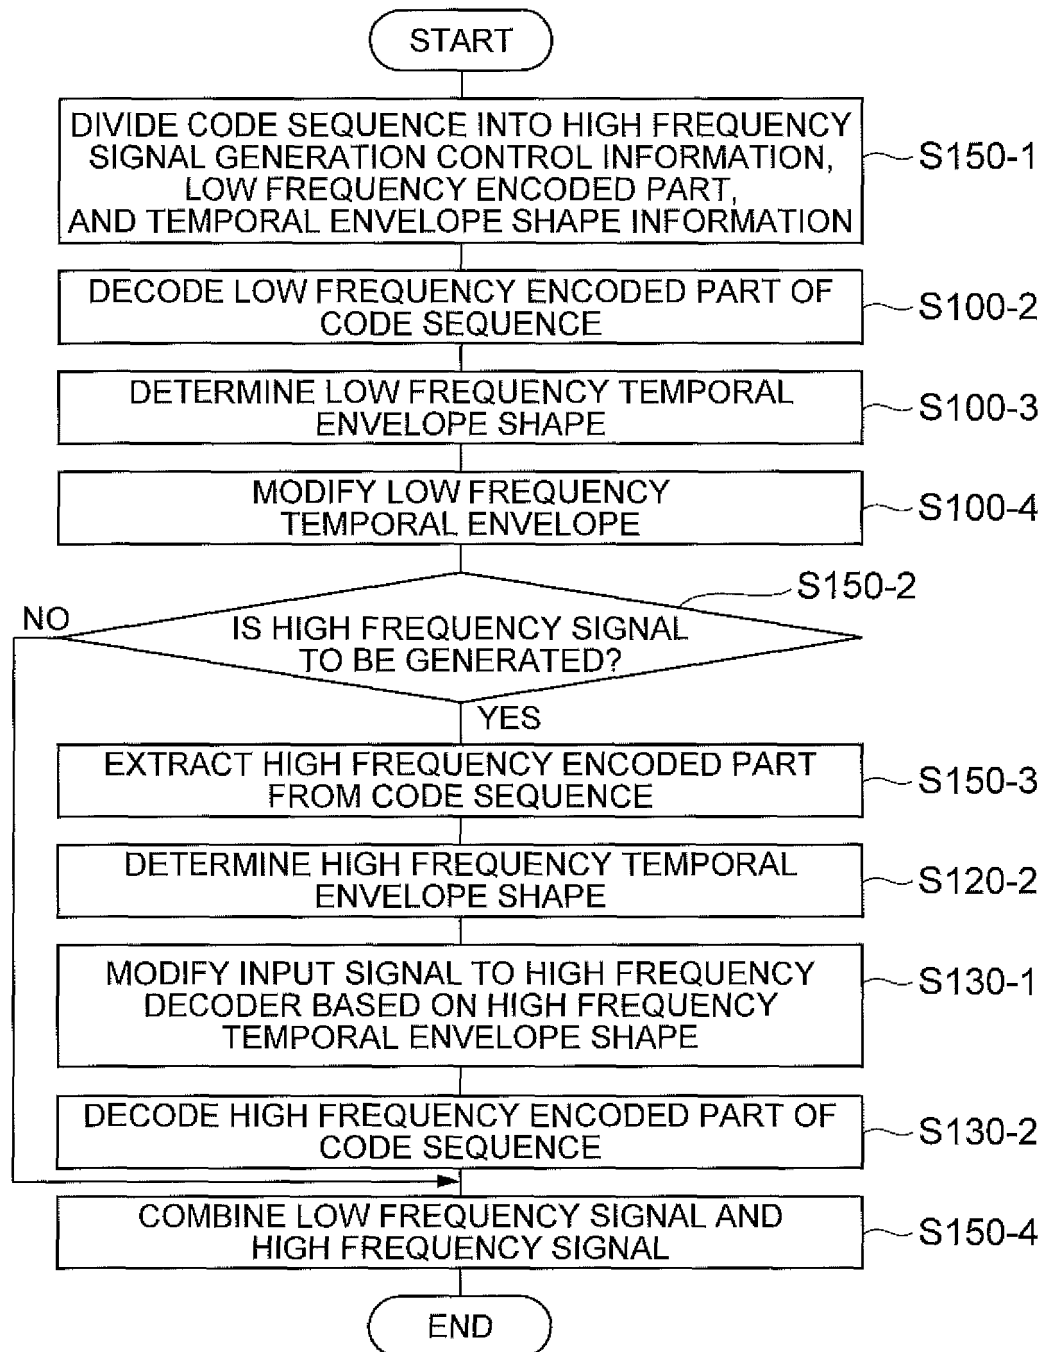 START
DIVIDE CODE SEQUENCE INTO HIGH FREQUENCY
SIGNAL GENERATION CONTROL INFORMATION,
LOW FREQUENCY ENCODED PART,
AND TEMPORAL ENVELOPE SHAPE INFORMATION
S150-1
DECODE LOW FREQUENCY ENCODED PART OF
CODE SEQUENCE
S100-2
DETERMINE LOW FREQUENCY TEMPORAL
ENVELOPE SHAPE
S100-3
MODIFY LOW FREQUENCY
TEMPORAL ENVELOPE
S100-4
S150-2
NO
IS HIGH FREQUENCY SIGNAL
TO BE GENERATED?
YES
EXTRACT HIGH FREQUENCY ENCODED PART
FROM CODE SEQUENCE
S150-3
DETERMINE HIGH FREQUENCY TEMPORAL
ENVELOPE SHAPE
S120-2
MODIFY INPUT SIGNAL TO HIGH FREQUENCY
DECODER BASED ON HIGH FREQUENCY
TEMPORAL ENVELOPE SHAPE
S130-1
DECODE HIGH FREQUENCY ENCODED PART OF
CODE SEQUENCE
S130-2
COMBINE LOW FREQUENCY SIGNAL AND
HIGH FREQUENCY SIGNAL
S150-4
END